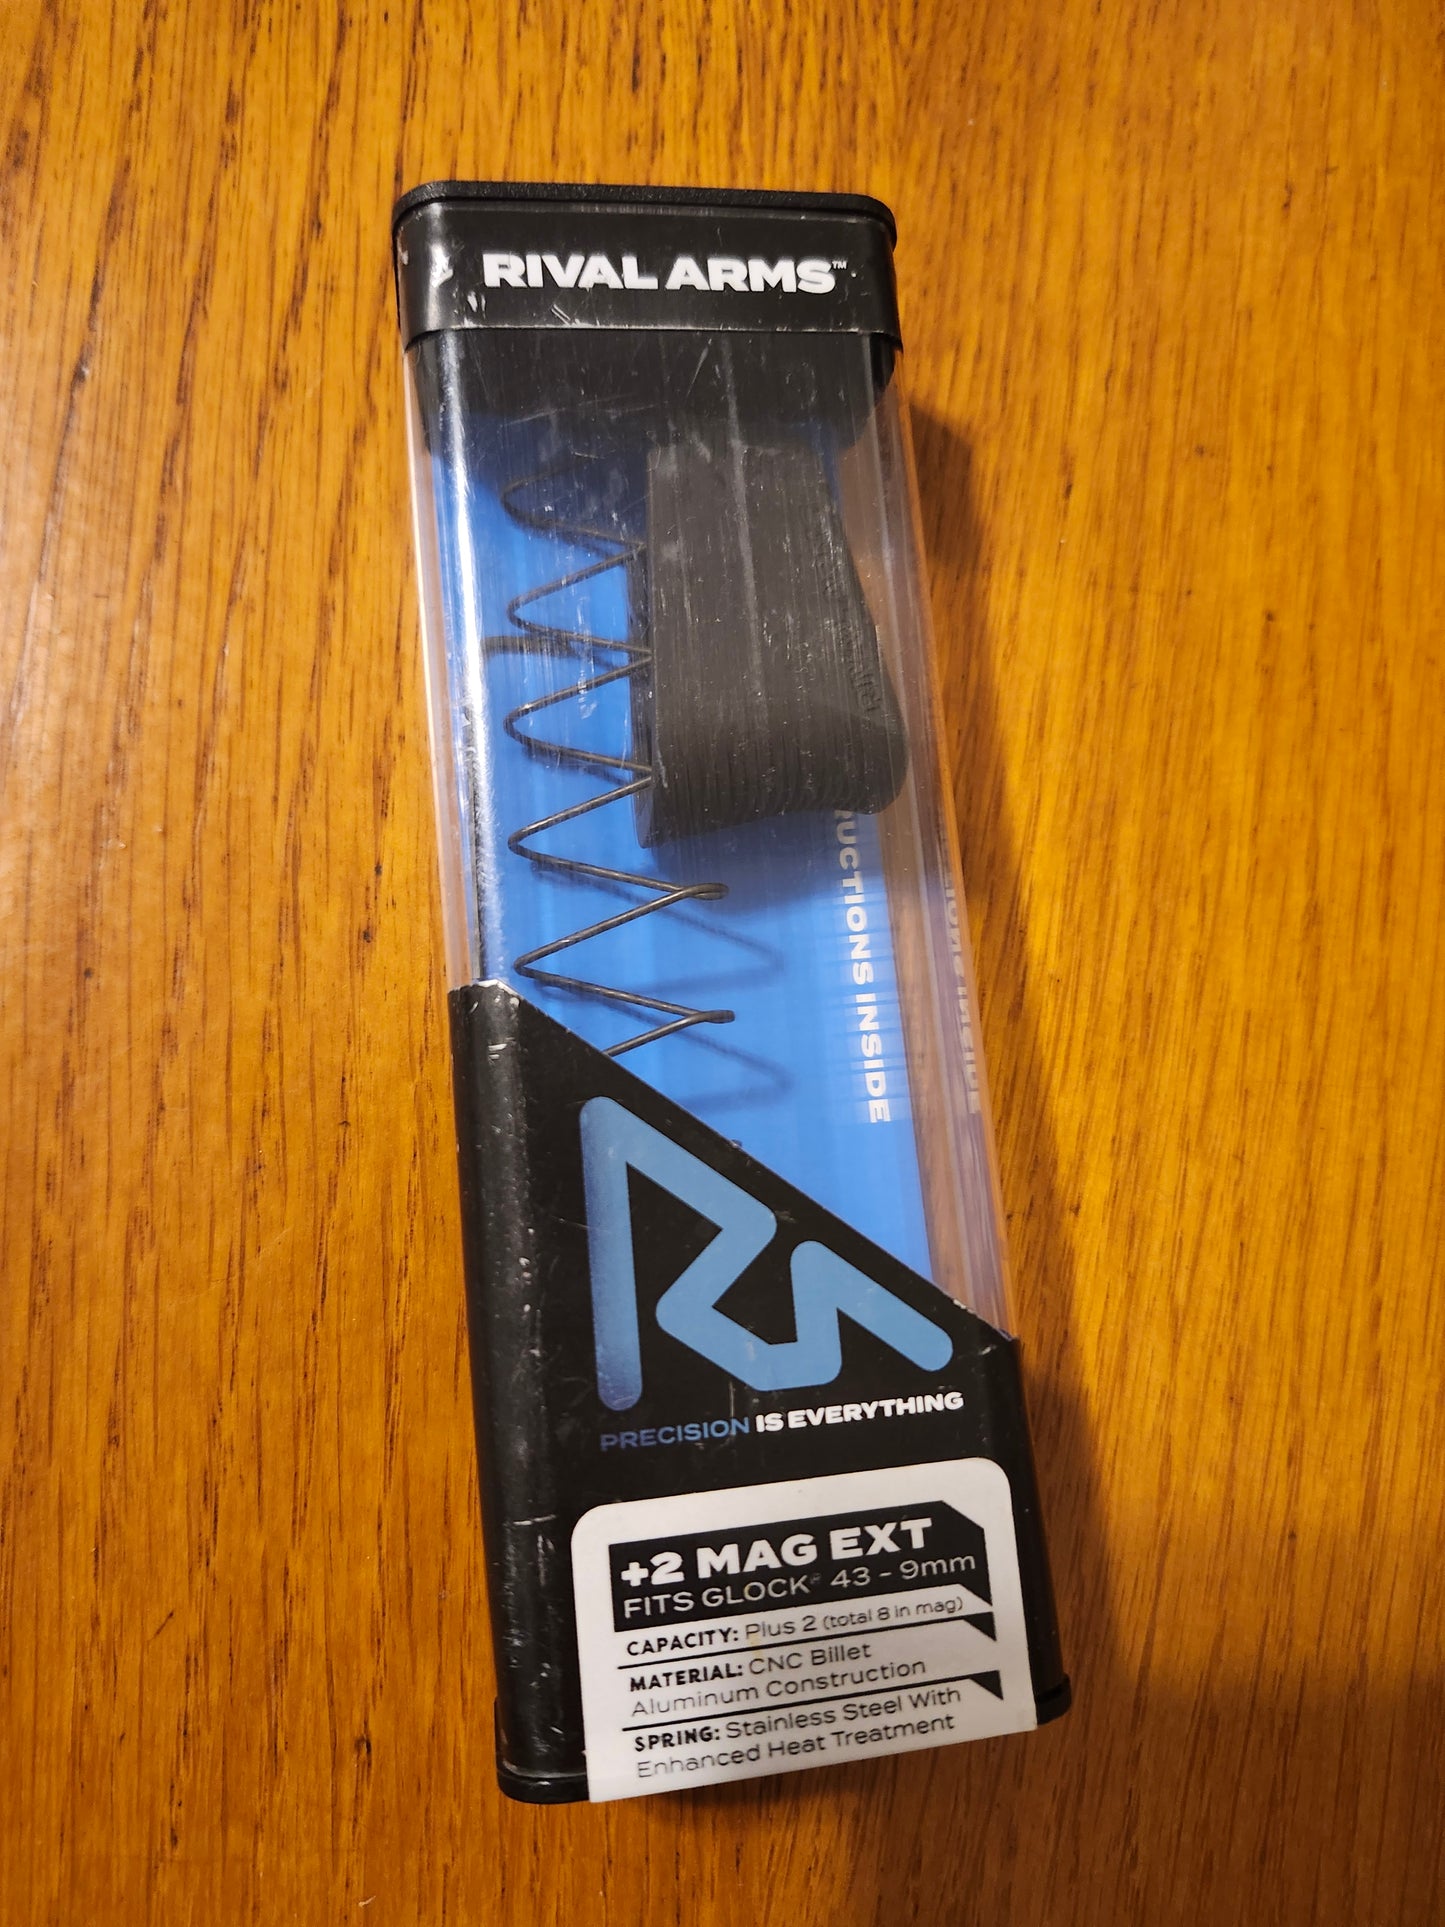 RIVAL ARMS™
UCTIONS INSIDE
PRECISION IS EVERYTHING
+2 MAG EXT
FITS GLOCK® 43 - 9mm
CAPACITY: Plus 2 (total 8 in mag)
MATERIAL: CNC Billet
Aluminum Construction
SPRING: Stainless Steel With
Enhanced Heat Treatment